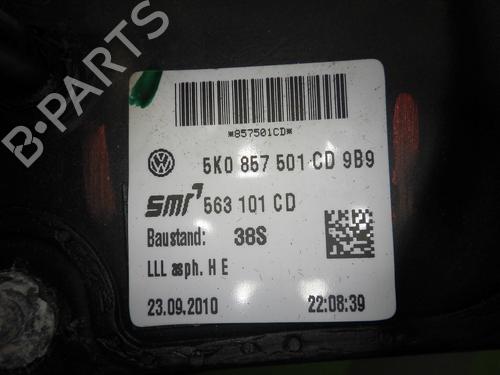 *857501CD*
5K0 857 501 CD 9B9
smr 563 101 CD
Baustand: 38S
LLL asph. H E
23.09.2010 22:08:39
B-PARTS